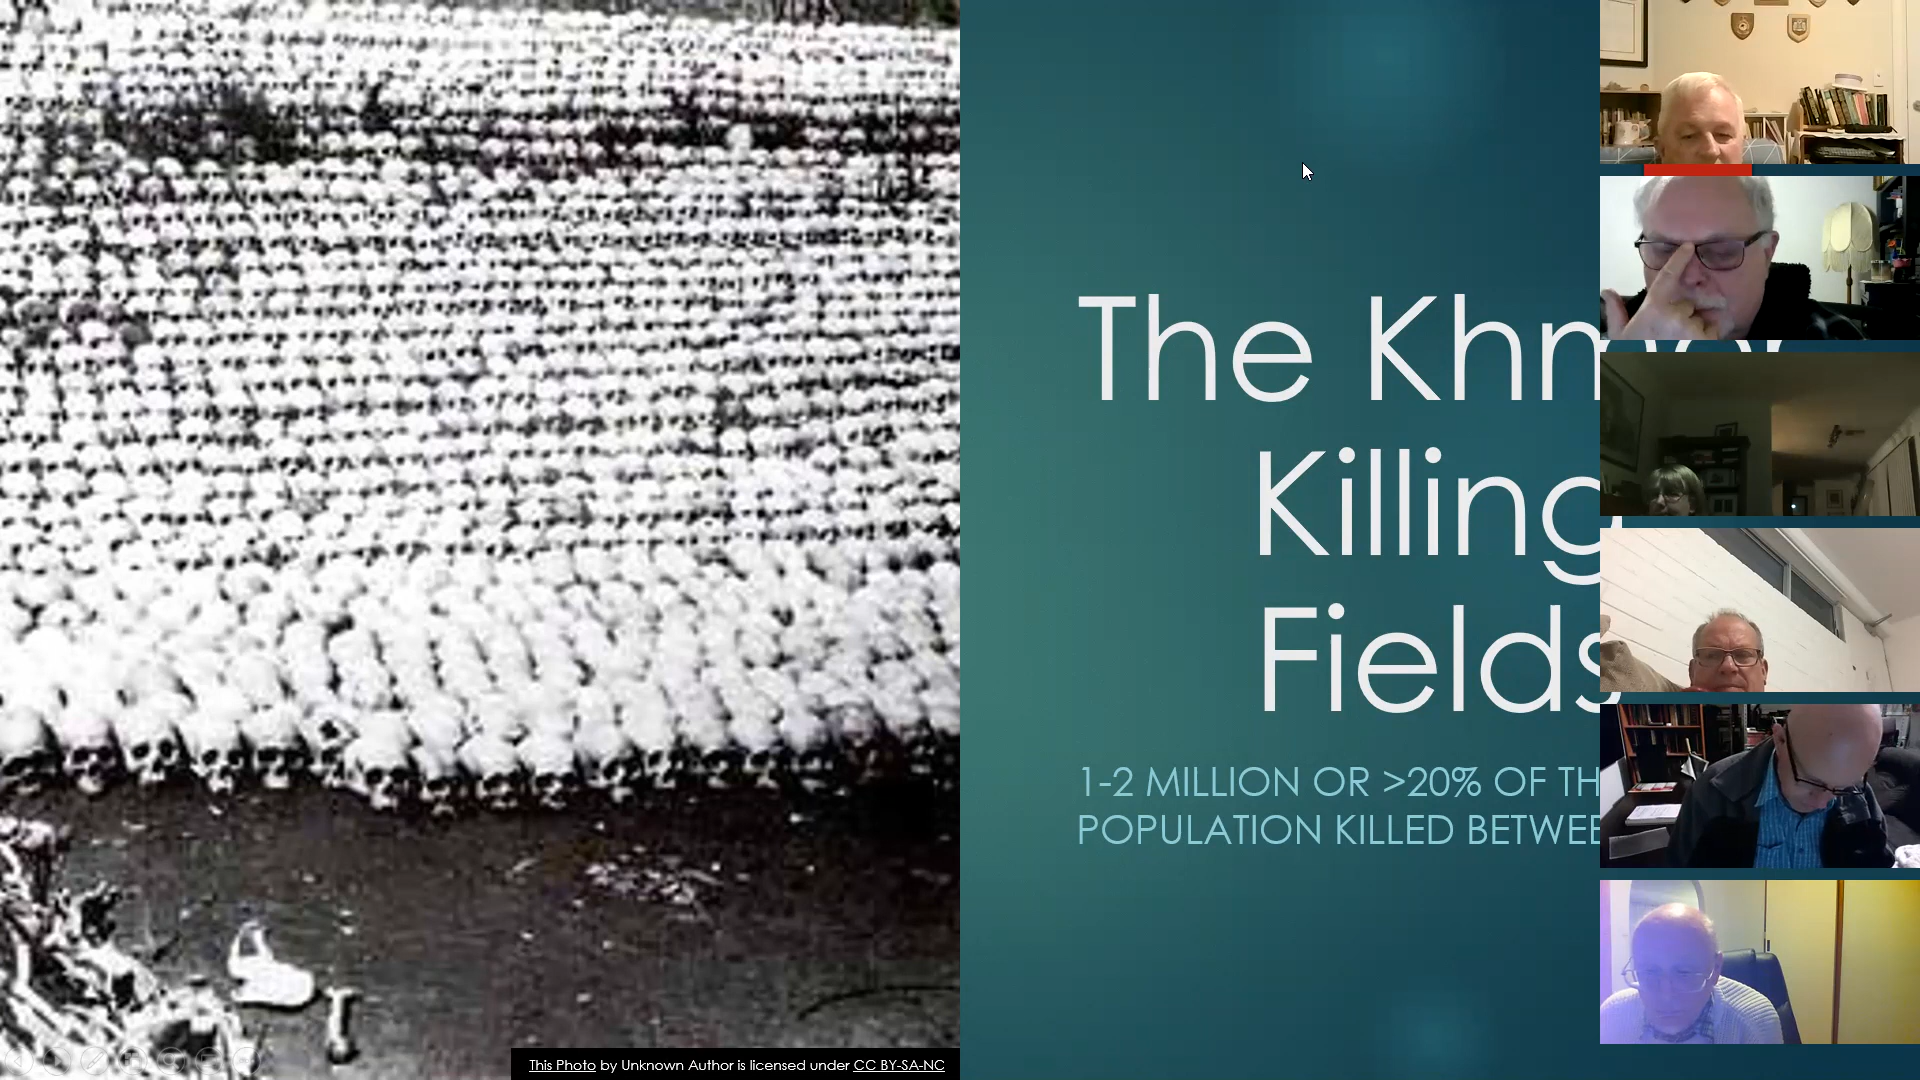 The Khm
Killing
Fields
1-2 MILLION OR >20% OF TH
POPULATION KILLED BETWEE
This Photo by Unknown Author is licensed under CC BY-SA-NC